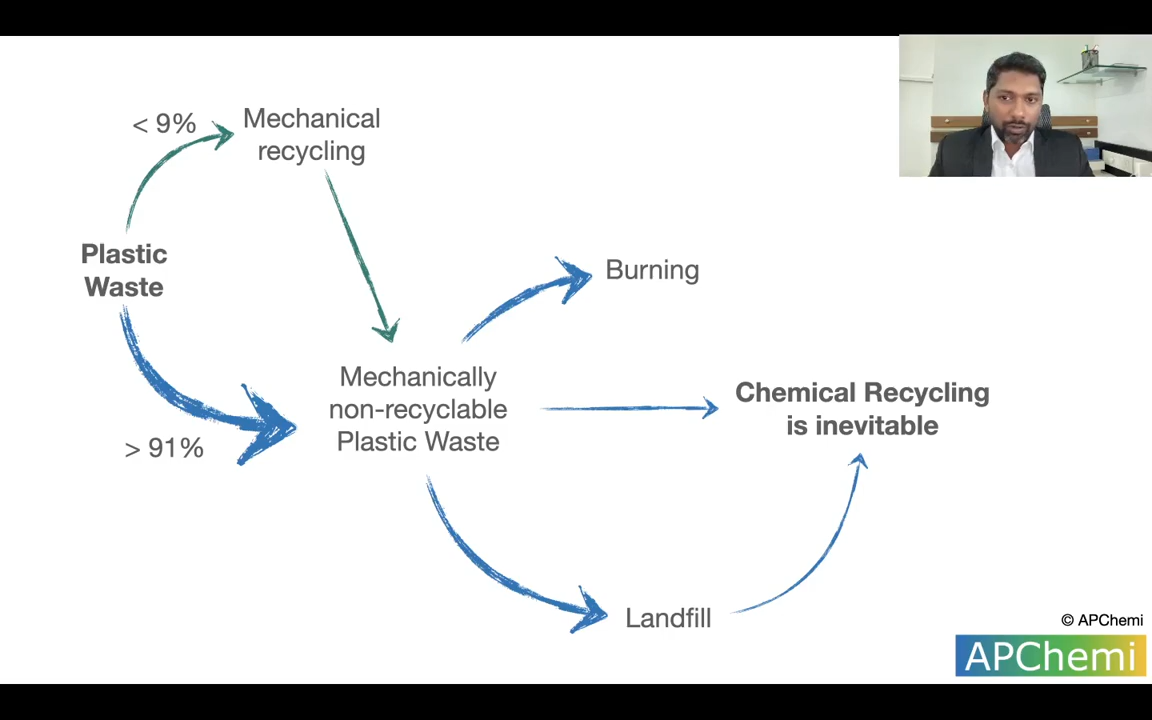 < 9%
Mechanical
recycling
Plastic
Waste
Burning
Mechanically
non-recyclable
Plastic Waste
Chemical Recycling
is inevitable
> 91%
Landfill
© APChemi
APChemi